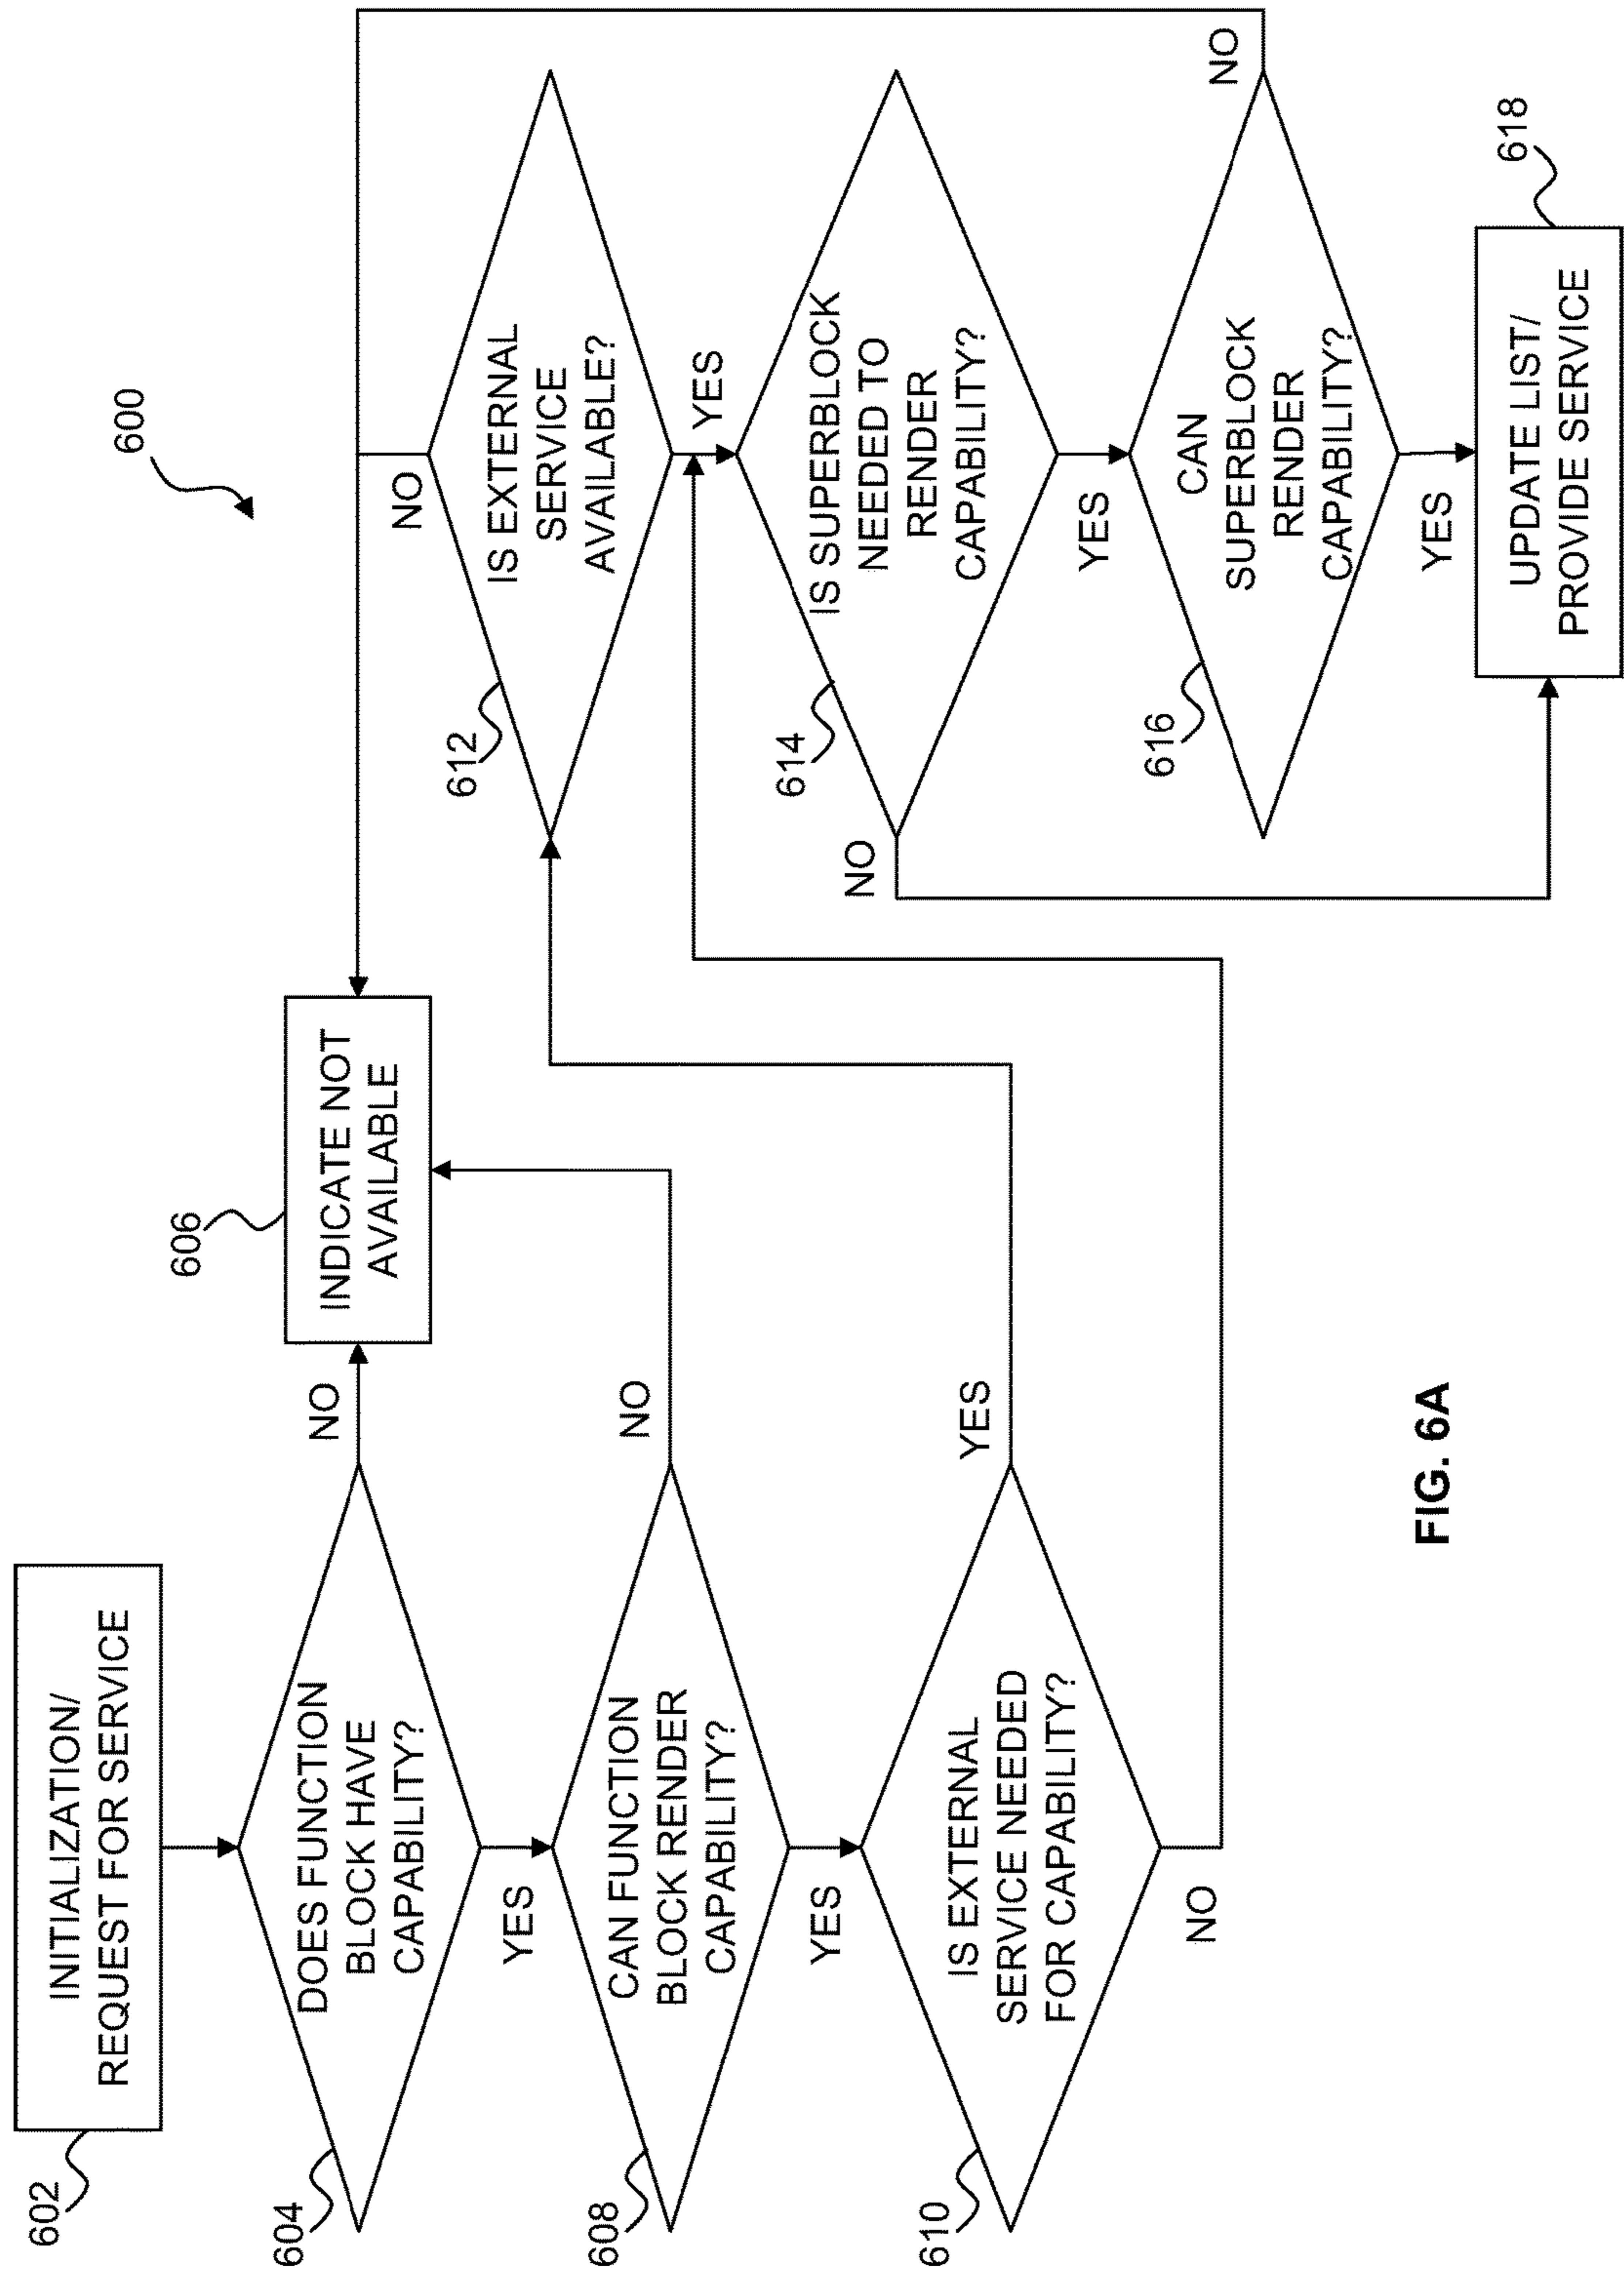 600
602
INITIALIZATION/
REQUEST FOR SERVICE
604
DOES FUNCTION
BLOCK HAVE
CAPABILITY?
NO
YES
606
INDICATE NOT
AVAILABLE
608
CAN FUNCTION
BLOCK RENDER
CAPABILITY?
NO
YES
610
IS EXTERNAL
SERVICE NEEDED
FOR CAPABILITY?
YES
NO
612
IS EXTERNAL
SERVICE
AVAILABLE?
NO
YES
614
IS SUPERBLOCK
NEEDED TO
RENDER
CAPABILITY?
NO
YES
616
CAN
SUPERBLOCK
RENDER
CAPABILITY?
NO
YES
618
UPDATE LIST/
PROVIDE SERVICE
FIG. 6A